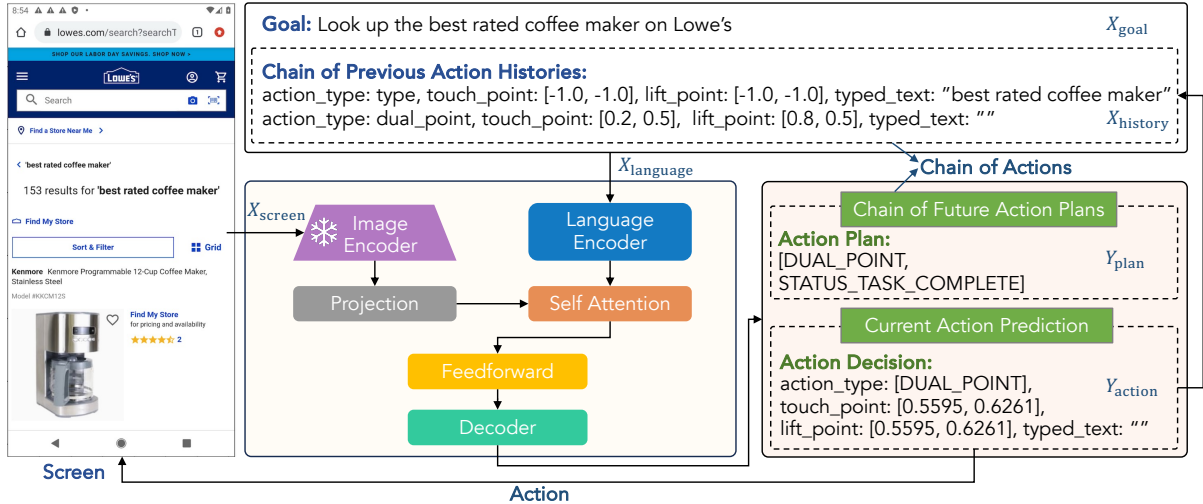 8:54
lowes.com/search?searchT
1
SHOP OUR LABOR DAY SAVINGS. SHOP NOW >
LOWE'S
Search
Find a Store Near Me >
< 'best rated coffee maker'
153 results for 'best rated coffee maker'
Find My Store
Sort & Filter
Grid
Kenmore Kenmore Programmable 12-Cup Coffee Maker,
Stainless Steel
Model #KKCM12S
Find My Store
for pricing and availability
2
Screen
Goal: Look up the best rated coffee maker on Lowe's
X_goal
Chain of Previous Action Histories:
action_type: type, touch_point: [-1.0, -1.0], lift_point: [-1.0, -1.0], typed_text: "best rated coffee maker"
action_type: dual_point, touch_point: [0.2, 0.5], lift_point: [0.8, 0.5], typed_text: ""
X_history
X_language
Chain of Actions
X_screen
Image
Encoder
Language
Encoder
Projection
Self Attention
Feedforward
Decoder
Chain of Future Action Plans
Action Plan:
[DUAL_POINT,
STATUS_TASK_COMPLETE]
Y_plan
Current Action Prediction
Action Decision:
action_type: [DUAL_POINT],
touch_point: [0.5595, 0.6261],
lift_point: [0.5595, 0.6261], typed_text: ""
Y_action
Action